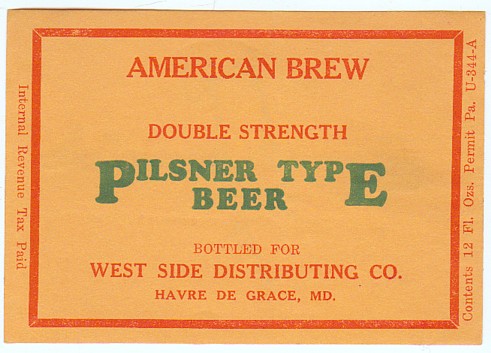 AMERICAN BREW
DOUBLE STRENGTH
PILSNER TYPE
BEER
BOTTLED FOR
WEST SIDE DISTRIBUTING CO.
HAVRE DE GRACE, MD.
Internal Revenue Tax Paid
Contents 12 Fl. Ozs. Permit Pa. U-344-A